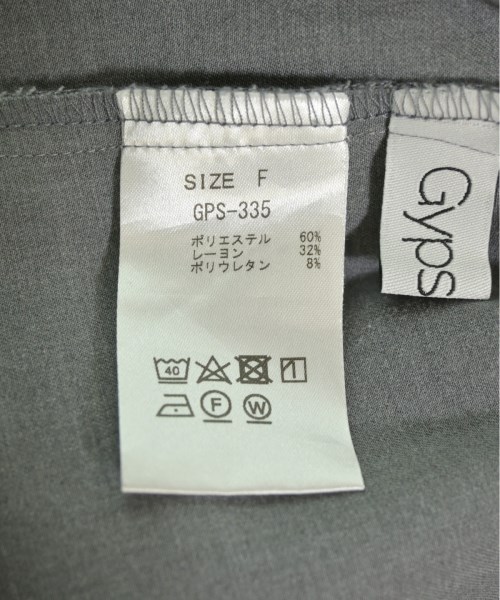 SIZE F
GPS-335
ポリエステル 60%
レーヨン 32%
ポリウレタン 8%
40
F W
Gyps